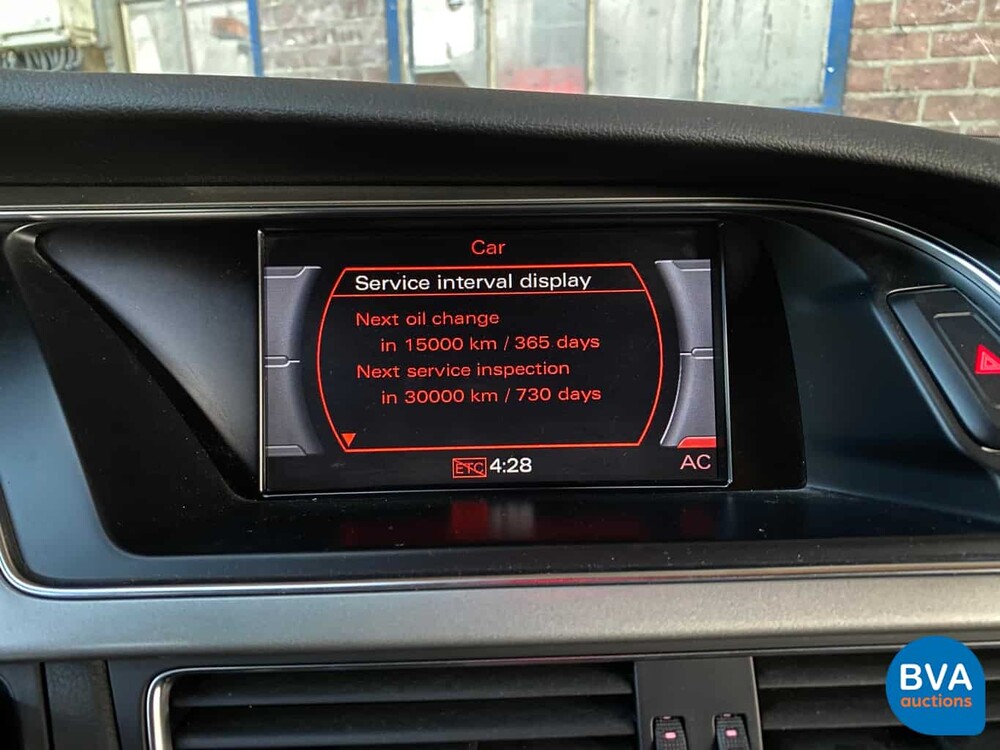 Car
Service interval display
Next oil change
in 15000 km / 365 days
Next service inspection
in 30000 km / 730 days
ETC 4:28
AC
BVA
auctions